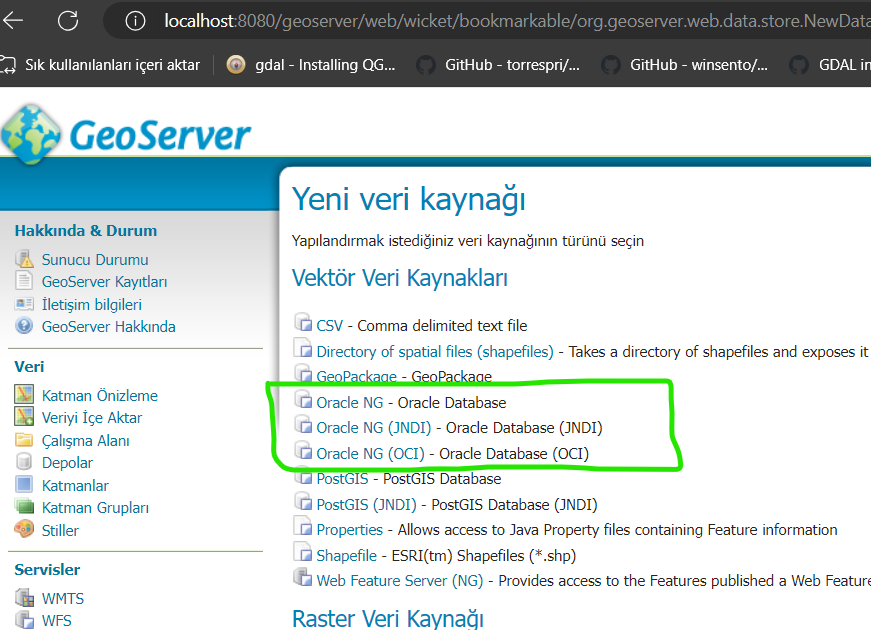 localhost:8080/geoserver/web/wicket/bookmarkable/org.geoserver.web.data.store.NewData
Sık kullanılanları içeri aktar
gdal - Installing QG...
GitHub - torrespri/...
GitHub - winsento/...
GDAL in
GeoServer
Hakkında & Durum
Sunucu Durumu
GeoServer Kayıtları
İletişim bilgileri
GeoServer Hakkında
Veri
Katman Önizleme
Veriyi İçe Aktar
Çalışma Alanı
Depolar
Katmanlar
Katman Grupları
Stiller
Servisler
WMTS
WFS
Yeni veri kaynağı
Yapılandırmak istediğiniz veri kaynağının türünü seçin
Vektör Veri Kaynakları
CSV - Comma delimited text file
Directory of spatial files (shapefiles) - Takes a directory of shapefiles and exposes it
GeoPackage - GeoPackage
Oracle NG - Oracle Database
Oracle NG (JNDI) - Oracle Database (JNDI)
Oracle NG (OCI) - Oracle Database (OCI)
PostGIS - PostGIS Database
PostGIS (JNDI) - PostGIS Database (JNDI)
Properties - Allows access to Java Property files containing Feature information
Shapefile - ESRI(tm) Shapefiles (*.shp)
Web Feature Server (NG) - Provides access to the Features published a Web Feature
Raster Veri Kaynağı